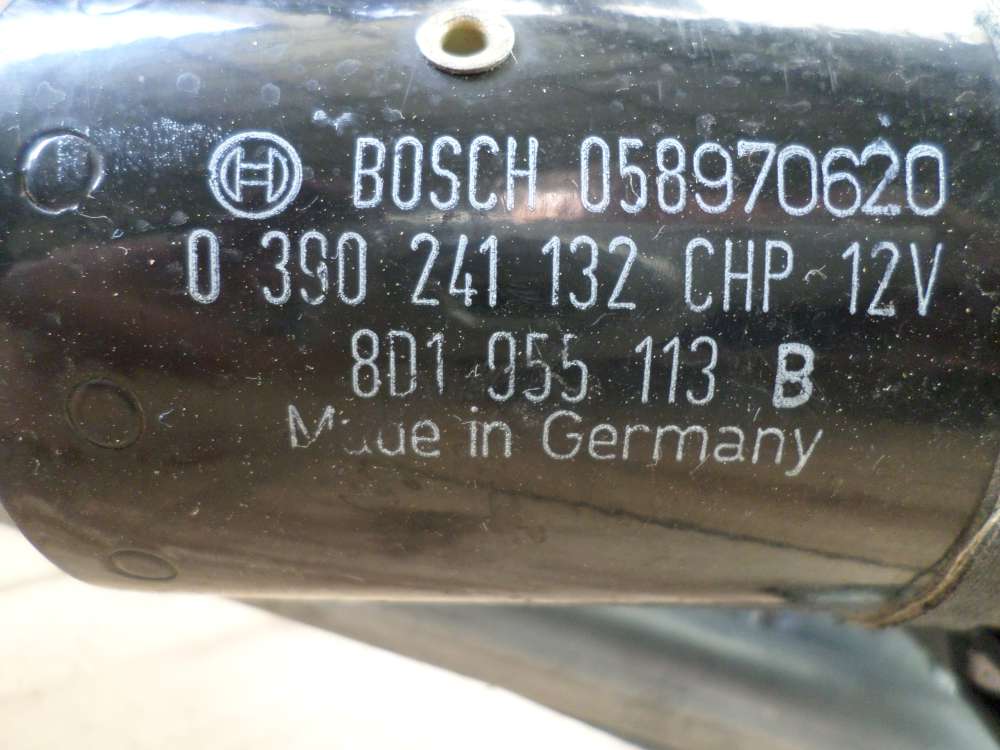 BOSCH 058970620
0 390 241 132 CHP 12V
8D1 955 113 B
Made in Germany